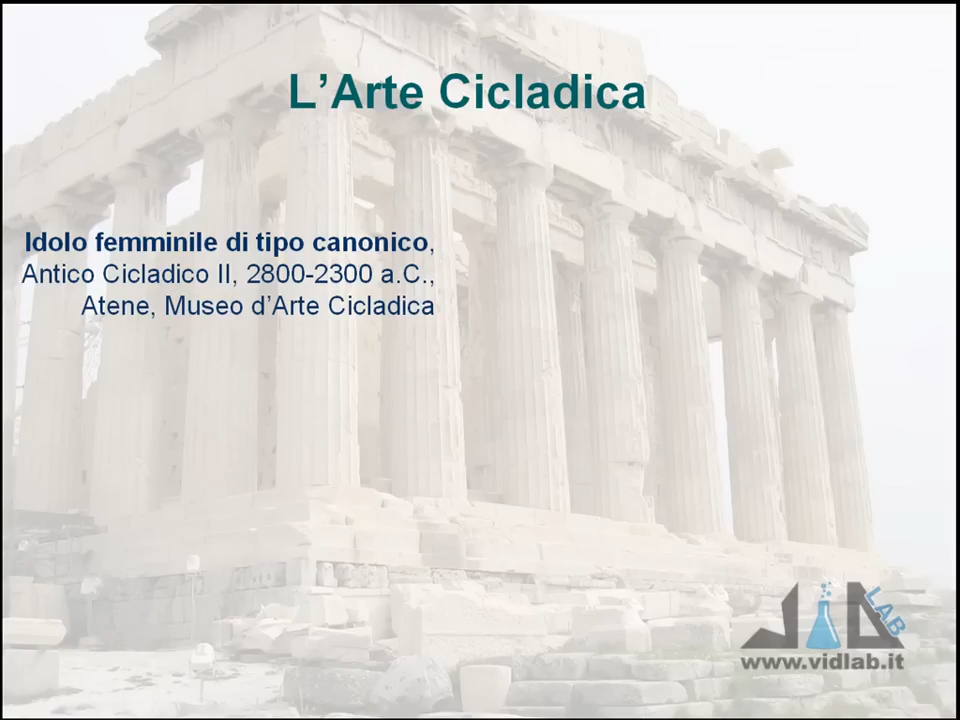 L’Arte Cicladica
Idolo femminile di tipo canonico,
Antico Cicladico II, 2800-2300 a.C.,
Atene, Museo d’Arte Cicladica
LAB
www.vidlab.it